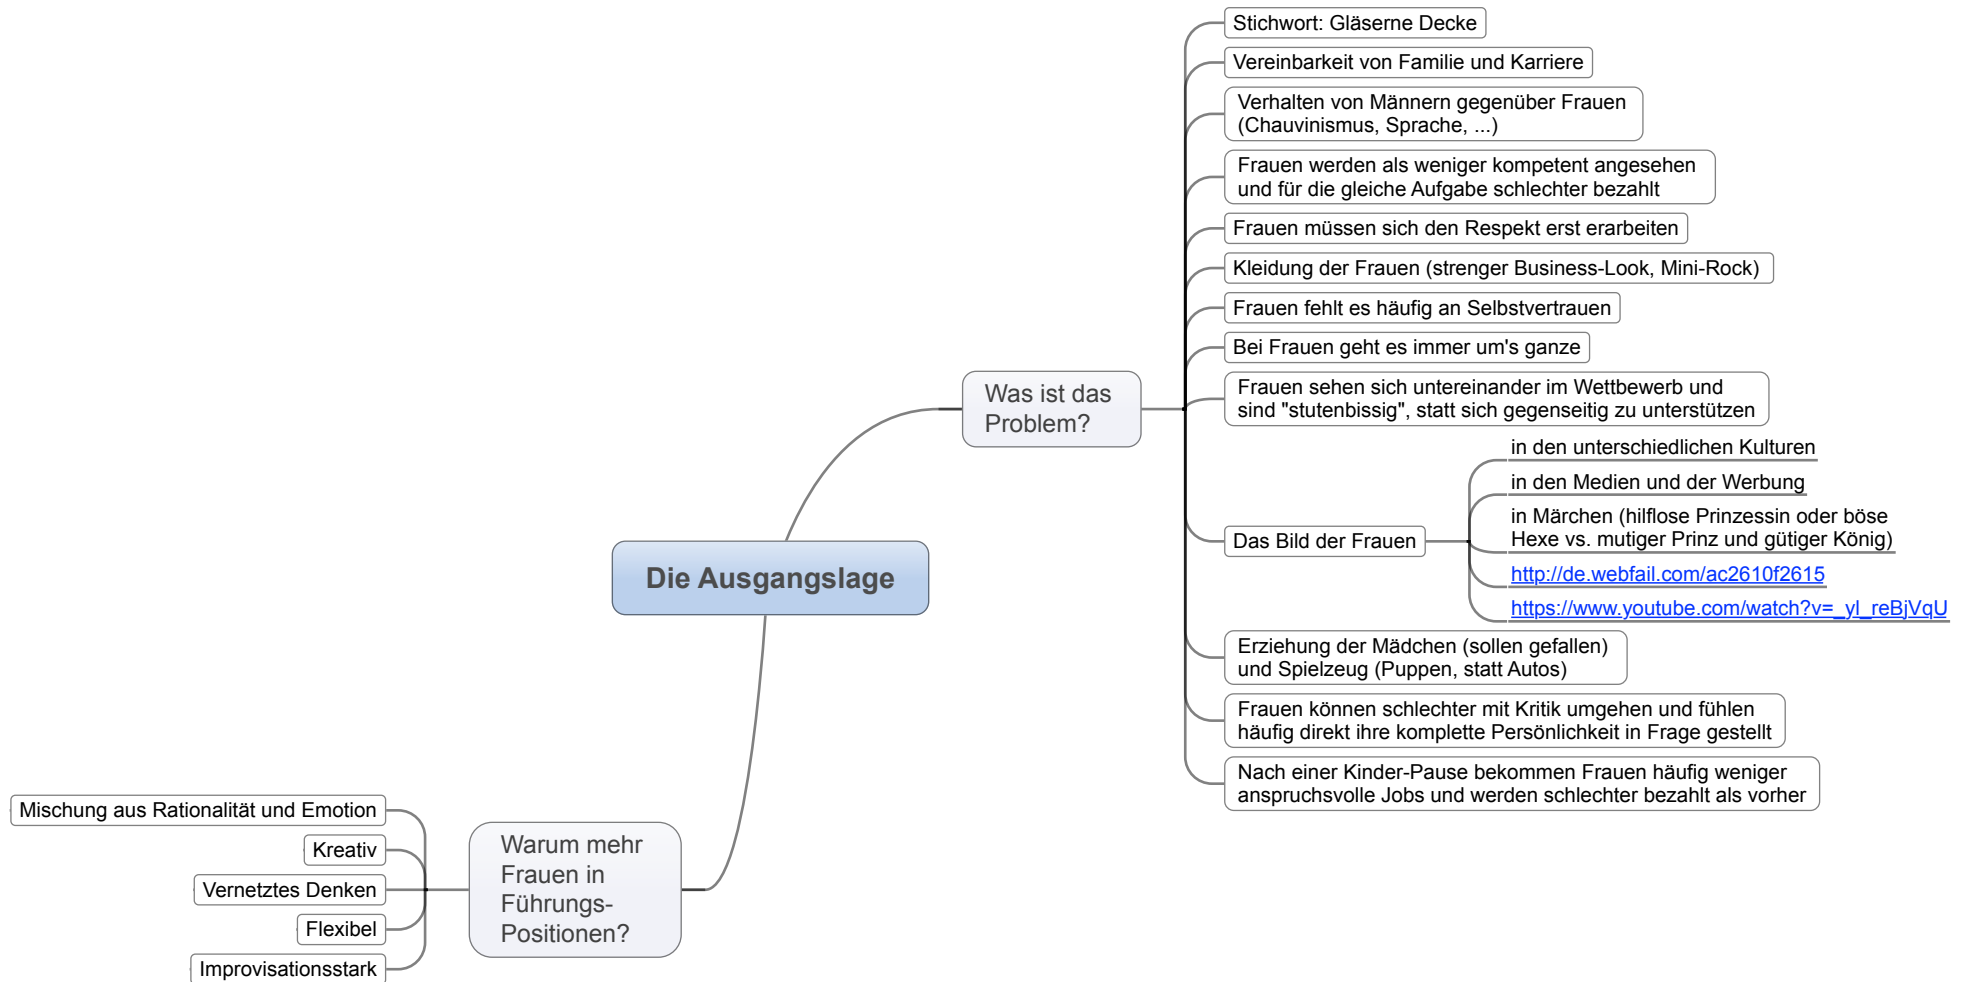 Die Ausgangslage
Was ist das
Problem?
Stichwort: Gläserne Decke
Vereinbarkeit von Familie und Karriere
Verhalten von Männern gegenüber Frauen
(Chauvinismus, Sprache, ...)
Frauen werden als weniger kompetent angesehen
und für die gleiche Aufgabe schlechter bezahlt
Frauen müssen sich den Respekt erst erarbeiten
Kleidung der Frauen (strenger Business-Look, Mini-Rock)
Frauen fehlt es häufig an Selbstvertrauen
Bei Frauen geht es immer um's ganze
Frauen sehen sich untereinander im Wettbewerb und
sind "stutenbissig", statt sich gegenseitig zu unterstützen
Das Bild der Frauen
in den unterschiedlichen Kulturen
in den Medien und der Werbung
in Märchen (hilflose Prinzessin oder böse
Hexe vs. mutiger Prinz und gütiger König)
http://de.webfail.com/ac2610f2615
https://www.youtube.com/watch?v=_yl_reBjVqU
Erziehung der Mädchen (sollen gefallen)
und Spielzeug (Puppen, statt Autos)
Frauen können schlechter mit Kritik umgehen und fühlen
häufig direkt ihre komplette Persönlichkeit in Frage gestellt
Nach einer Kinder-Pause bekommen Frauen häufig weniger
anspruchsvolle Jobs und werden schlechter bezahlt als vorher
Warum mehr
Frauen in
Führungs-
Positionen?
Mischung aus Rationalität und Emotion
Kreativ
Vernetztes Denken
Flexibel
Improvisationsstark